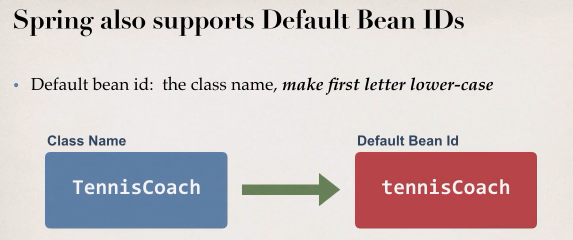 Spring also supports Default Bean IDs
• Default bean id: the class name, make first letter lower-case
Class Name
Default Bean Id
TennisCoach
tennisCoach